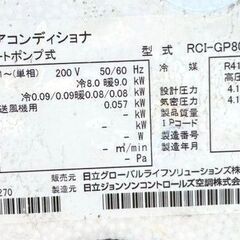 アコンディショナ 型式 RCI-GP80
ートポンプ式
～(単相) 200 V 50/60 Hz 冷媒 R41
冷8.0 暖9.0 kW 高圧
冷0.09/0.09暖0.08/0.08 kW 設計圧力 4.1
送風機用 0.057 kW 気密圧力 4.1
― kW 製品質量
― kW IPコード
― m³/min 製造番号
― Pa
販売元 日立グローバルライフソリューションズ株
270 製造元 日立ジョンソンコントロールズ空調株式